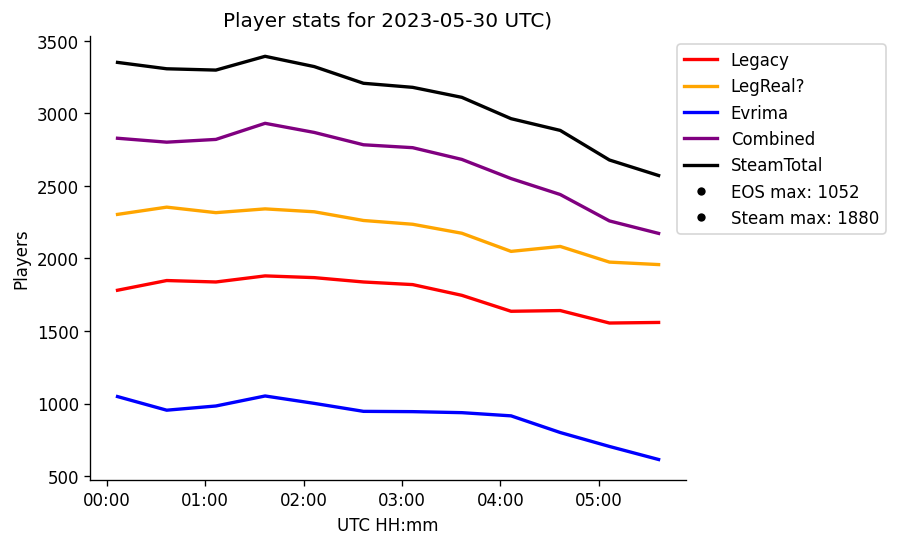 Player stats for 2023-05-30 UTC)
3500
3000
2500
2000
1500
1000
500
Players
00:00 01:00 02:00 03:00 04:00 05:00
UTC HH:mm
Legacy
LegReal?
Evrima
Combined
SteamTotal
EOS max: 1052
Steam max: 1880